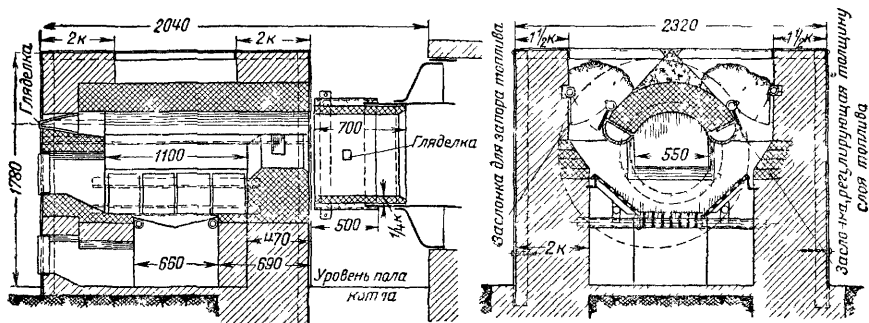 2040
2к
2к
Гляделка
1780
1100
700
Гляделка
470
500
1/4к
660
690
Уровень пола
котла
2320
1 1/2к
1 1/2к
Заслонка для запора топлива
550
2к
Заслонка, регулирующая толщину
слоя топлива